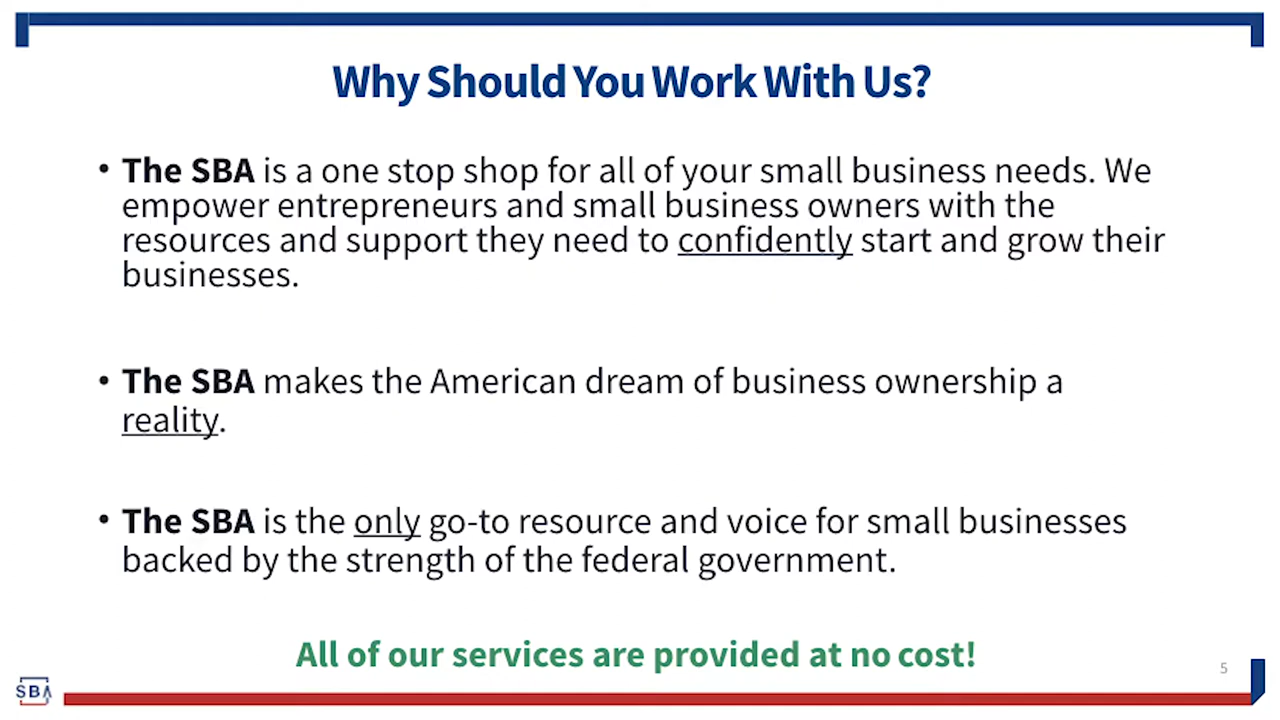 Why Should You Work With Us?
• The SBA is a one stop shop for all of your small business needs. We
empower entrepreneurs and small business owners with the
resources and support they need to confidently start and grow their
businesses.
• The SBA makes the American dream of business ownership a
reality.
• The SBA is the only go-to resource and voice for small businesses
backed by the strength of the federal government.
All of our services are provided at no cost!
5
SBA